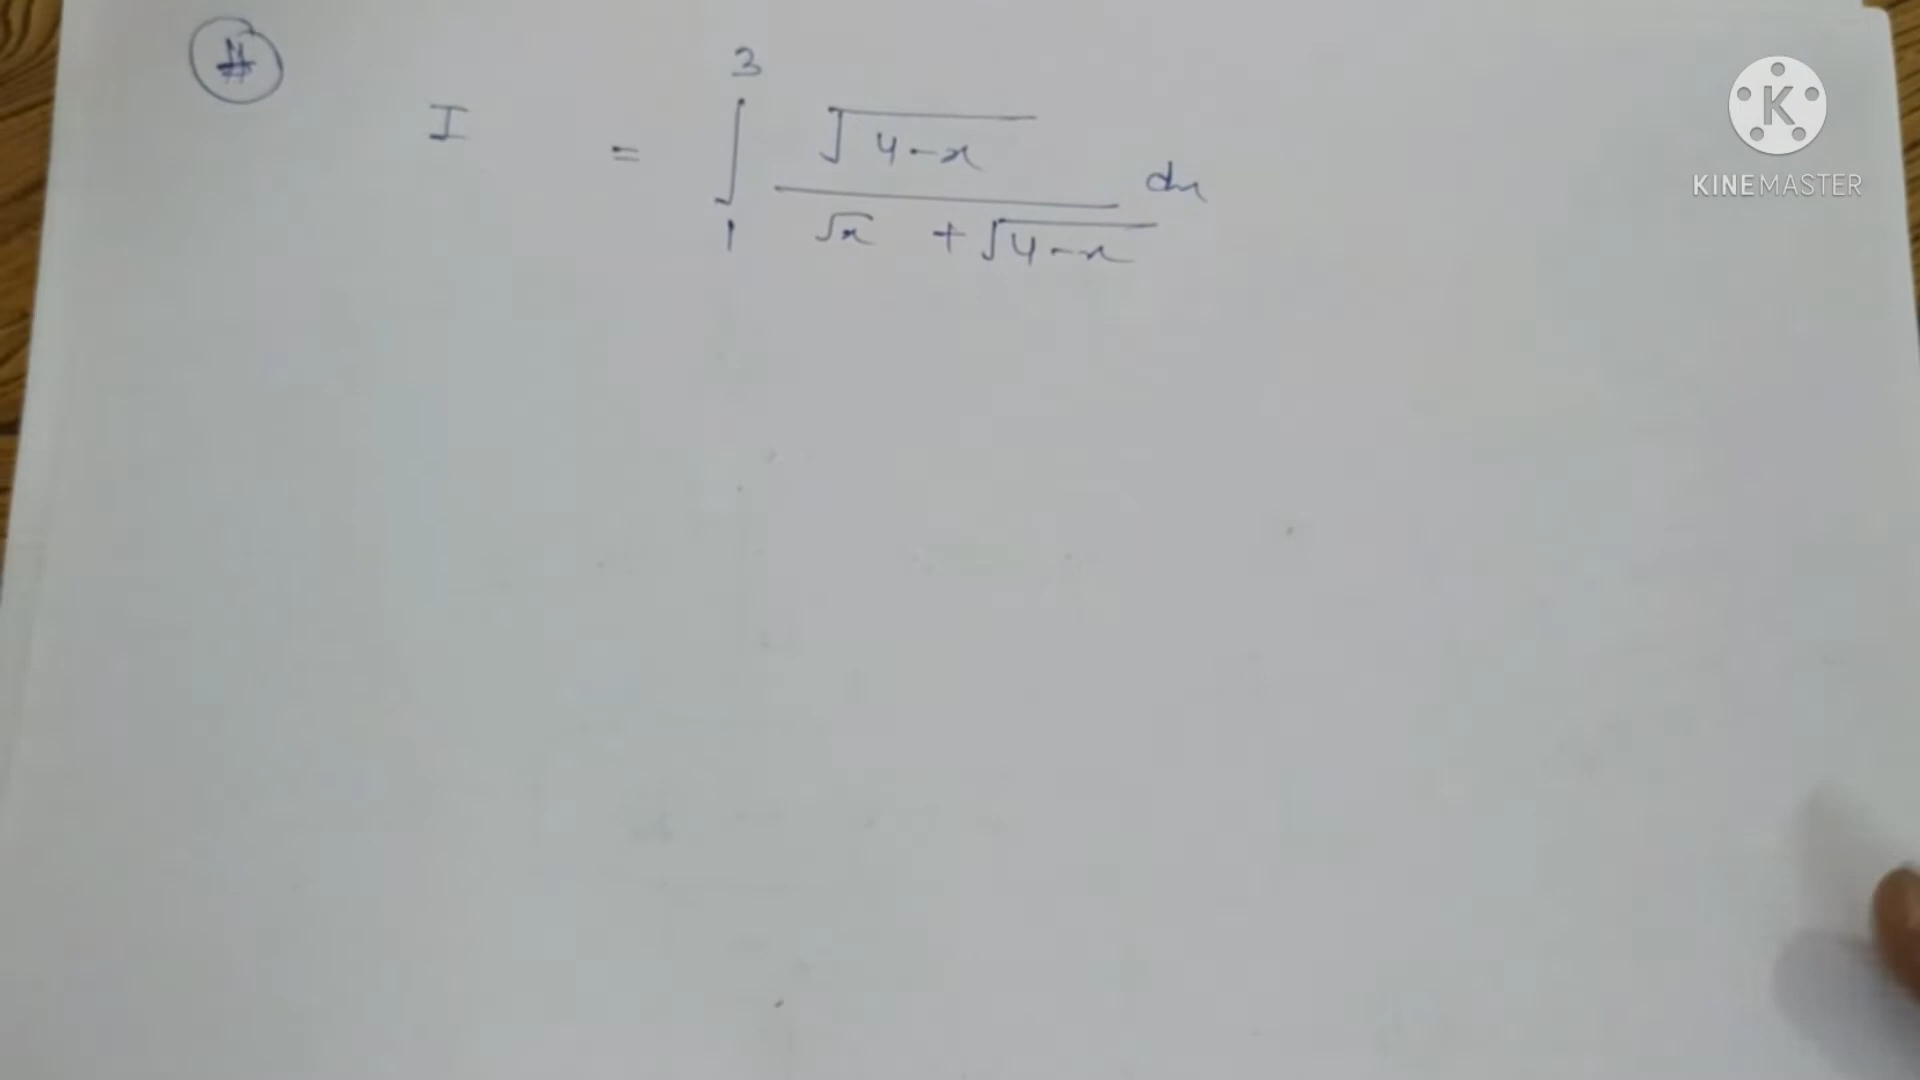 #
I = ∫₁³ √(4-x) / (√x + √(4-x)) dx
K
KINEMASTER